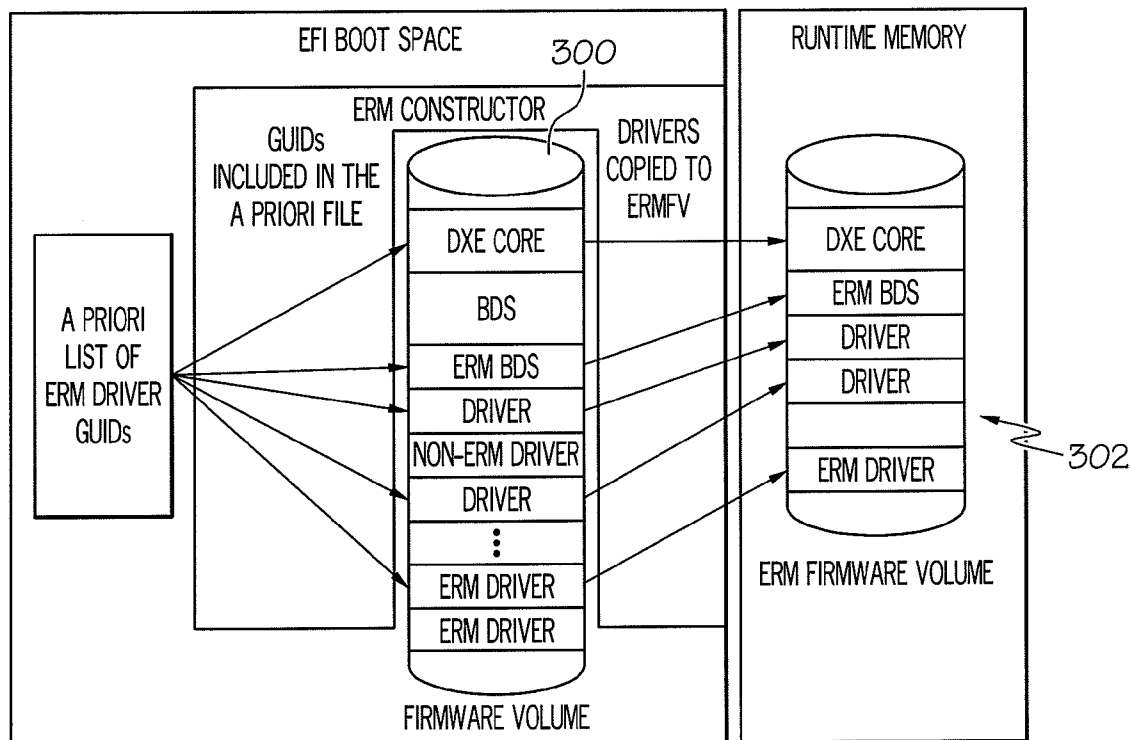 EFI BOOT SPACE
300
ERM CONSTRUCTOR
GUIDs
INCLUDED IN THE
A PRIORI FILE
DRIVERS
COPIED TO
ERMFV
A PRIORI
LIST OF
ERM DRIVER
GUIDs
DXE CORE
BDS
ERM BDS
DRIVER
NON-ERM DRIVER
DRIVER
ERM DRIVER
ERM DRIVER
FIRMWARE VOLUME
RUNTIME MEMORY
DXE CORE
ERM BDS
DRIVER
DRIVER
ERM DRIVER
302
ERM FIRMWARE VOLUME